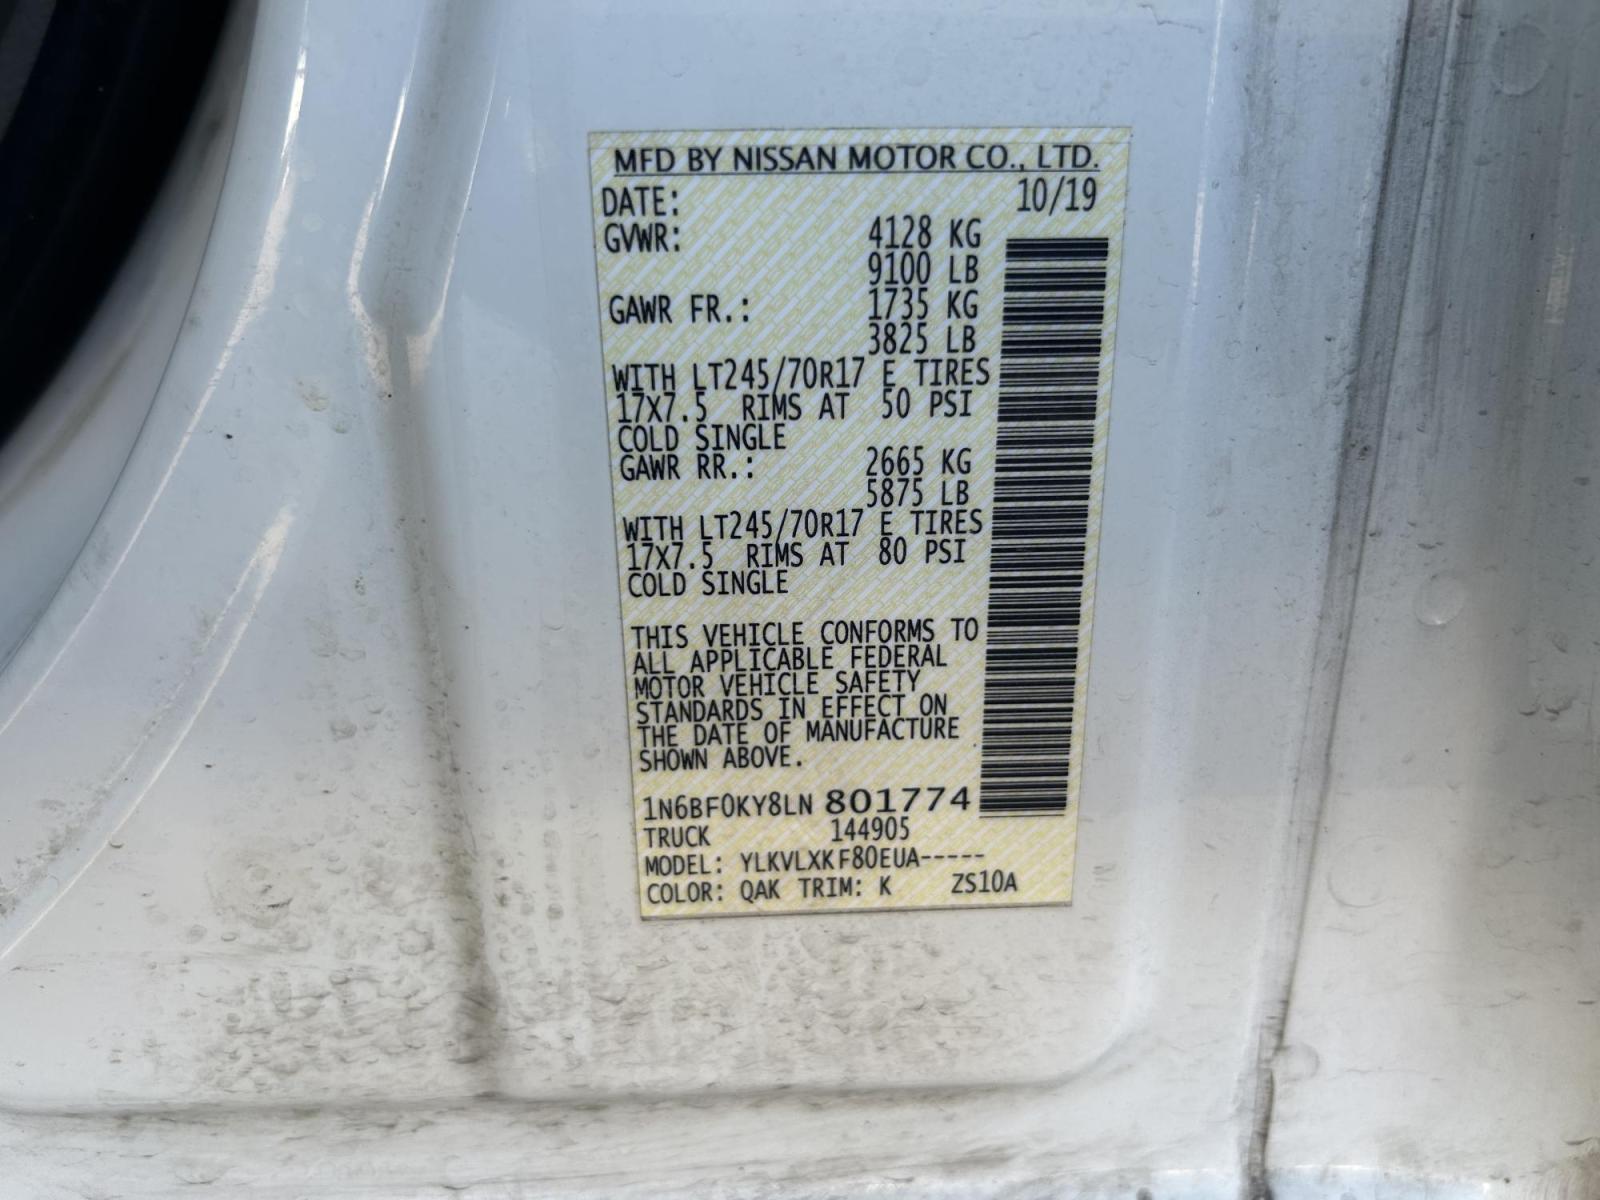 MFD BY NISSAN MOTOR CO., LTD.
DATE: 10/19
GVWR: 4128 KG
9100 LB
GAWR FR.: 1735 KG
3825 LB
WITH LT245/70R17 E TIRES
17X7.5 RIMS AT 50 PSI
COLD SINGLE
GAWR RR.: 2665 KG
5875 LB
WITH LT245/70R17 E TIRES
17X7.5 RIMS AT 80 PSI
COLD SINGLE
THIS VEHICLE CONFORMS TO
ALL APPLICABLE FEDERAL
MOTOR VEHICLE SAFETY
STANDARDS IN EFFECT ON
THE DATE OF MANUFACTURE
SHOWN ABOVE.
1N6BF0KY8LN 801774
TRUCK 144905
MODEL: YLKVLXKF80EUA-----
COLOR: QAK TRIM: K ZS10A